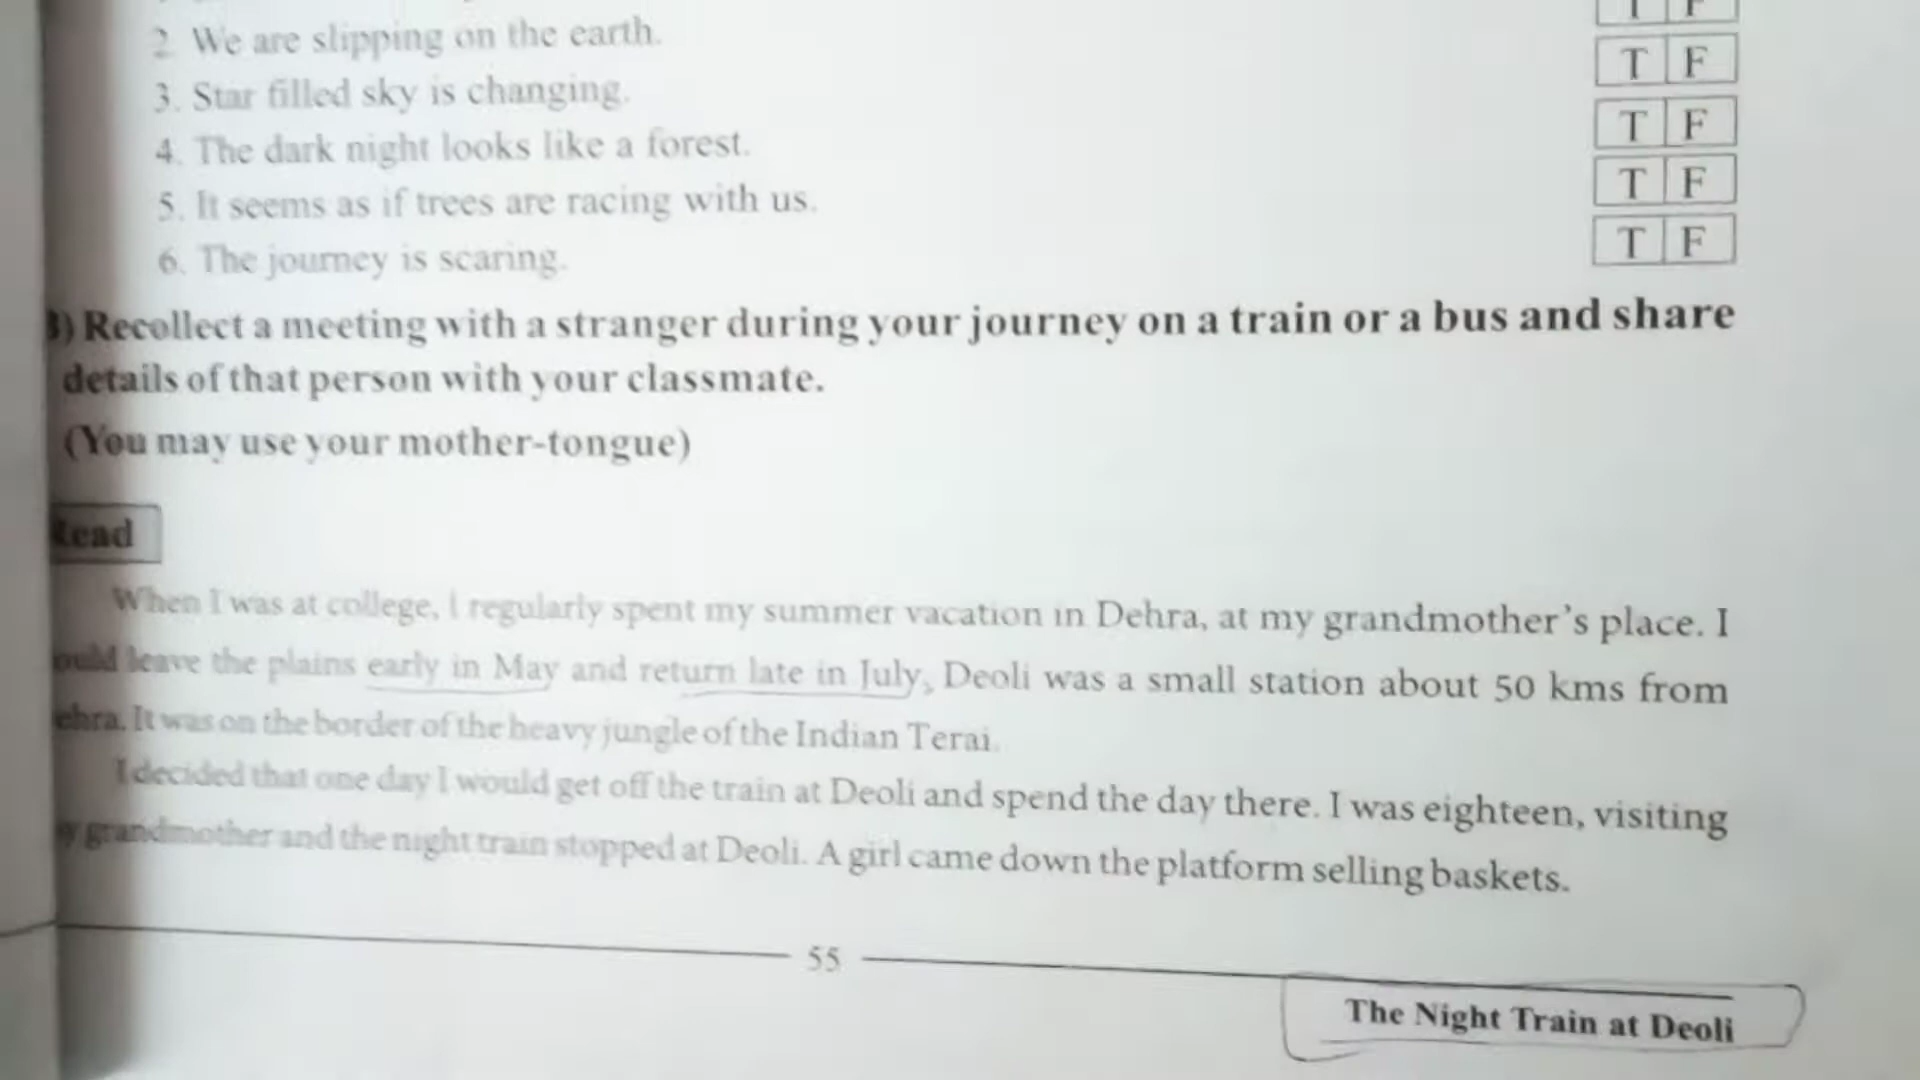 T F
2. We are slipping on the earth. T F
3. Star filled sky is changing. T F
4. The dark night looks like a forest. T F
5. It seems as if trees are racing with us. T F
6. The journey is scaring.
) Recollect a meeting with a stranger during your journey on a train or a bus and share
details of that person with your classmate.
(You may use your mother-tongue)
Read
When I was at college, I regularly spent my summer vacation in Dehra, at my grandmother's place. I
ould leave the plains early in May and return late in July, Deoli was a small station about 50 kms from
ehra. It was on the border of the heavy jungle of the Indian Terai.
I decided that one day I would get off the train at Deoli and spend the day there. I was eighteen, visiting
y grandmother and the night train stopped at Deoli. A girl came down the platform selling baskets.
55
The Night Train at Deoli